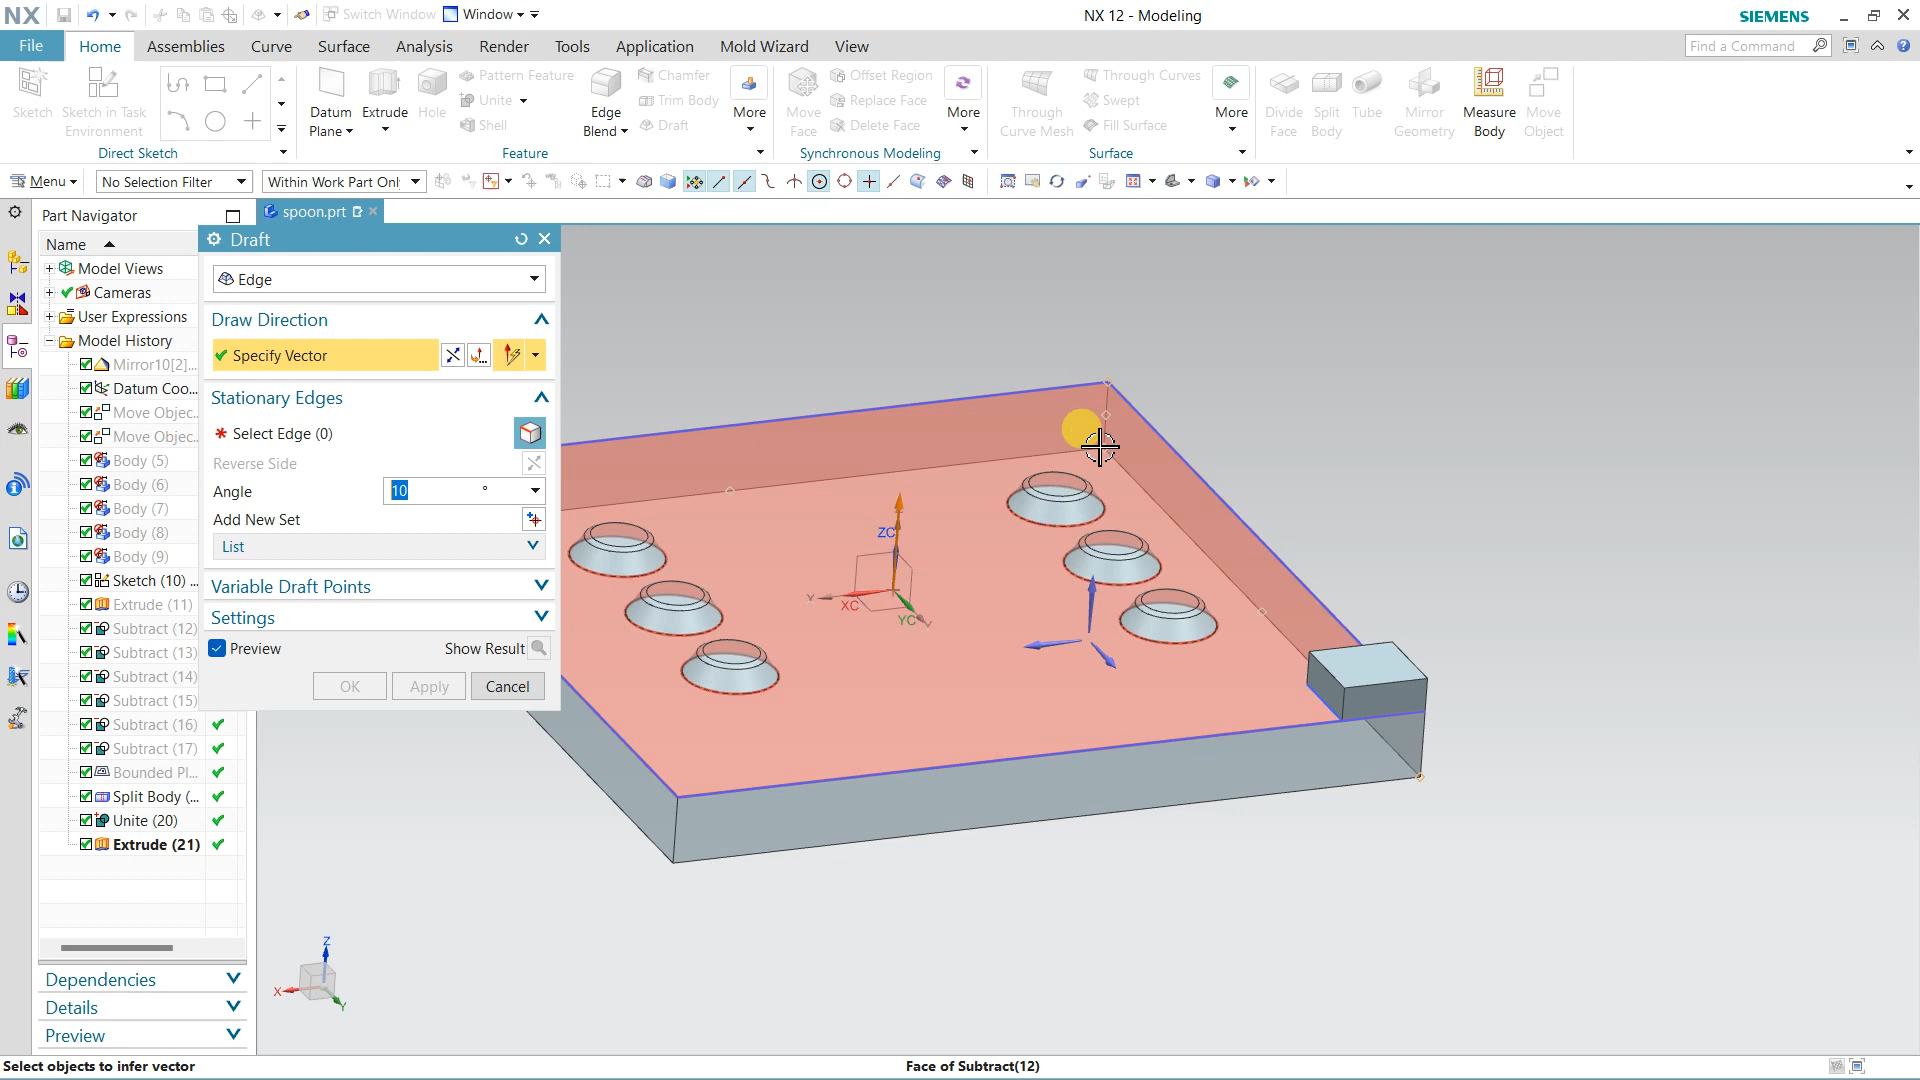 NX
Switch Window
Window
NX 12 - Modeling
SIEMENS
File
Home
Assemblies
Curve
Surface
Analysis
Render
Tools
Application
Mold Wizard
View
Find a Command
Sketch
Sketch in Task
Environment
Direct Sketch
Datum
Plane
Extrude
Hole
Pattern Feature
Unite
Shell
Edge
Blend
Chamfer
Trim Body
Draft
More
Feature
Move
Face
Offset Region
Replace Face
Delete Face
More
Synchronous Modeling
Through
Curve Mesh
Through Curves
Swept
Fill Surface
More
Surface
Divide
Face
Split
Body
Tube
Mirror
Geometry
Measure
Body
Move
Object
Menu
No Selection Filter
Within Work Part Onl
Part Navigator
spoon.prt
Name
Model Views
Cameras
User Expressions
Model History
Mirror10[2]...
Datum Coo...
Move Objec...
Move Objec...
Body (5)
Body (6)
Body (7)
Body (8)
Body (9)
Sketch (10) ...
Extrude (11)
Subtract (12)
Subtract (13)
Subtract (14)
Subtract (15)
Subtract (16)
Subtract (17)
Bounded Pl...
Split Body (...
Unite (20)
Extrude (21)
Dependencies
Details
Preview
Draft
Edge
Draw Direction
Specify Vector
Stationary Edges
* Select Edge (0)
Reverse Side
Angle
10 °
Add New Set
List
Variable Draft Points
Settings
Preview
Show Result
OK
Apply
Cancel
ZC
XC
YC
Y
Z
X
Y
Select objects to infer vector
Face of Subtract(12)